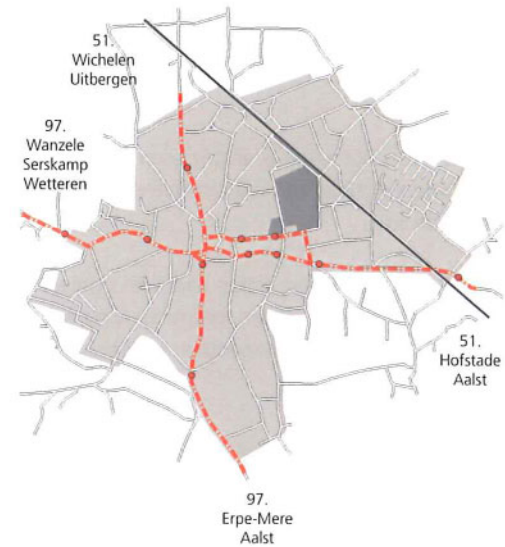 51.
Wichelen
Uitbergen
97.
Wanzele
Serskamp
Wetteren
51.
Hofstade
Aalst
97.
Erpe-Mere
Aalst